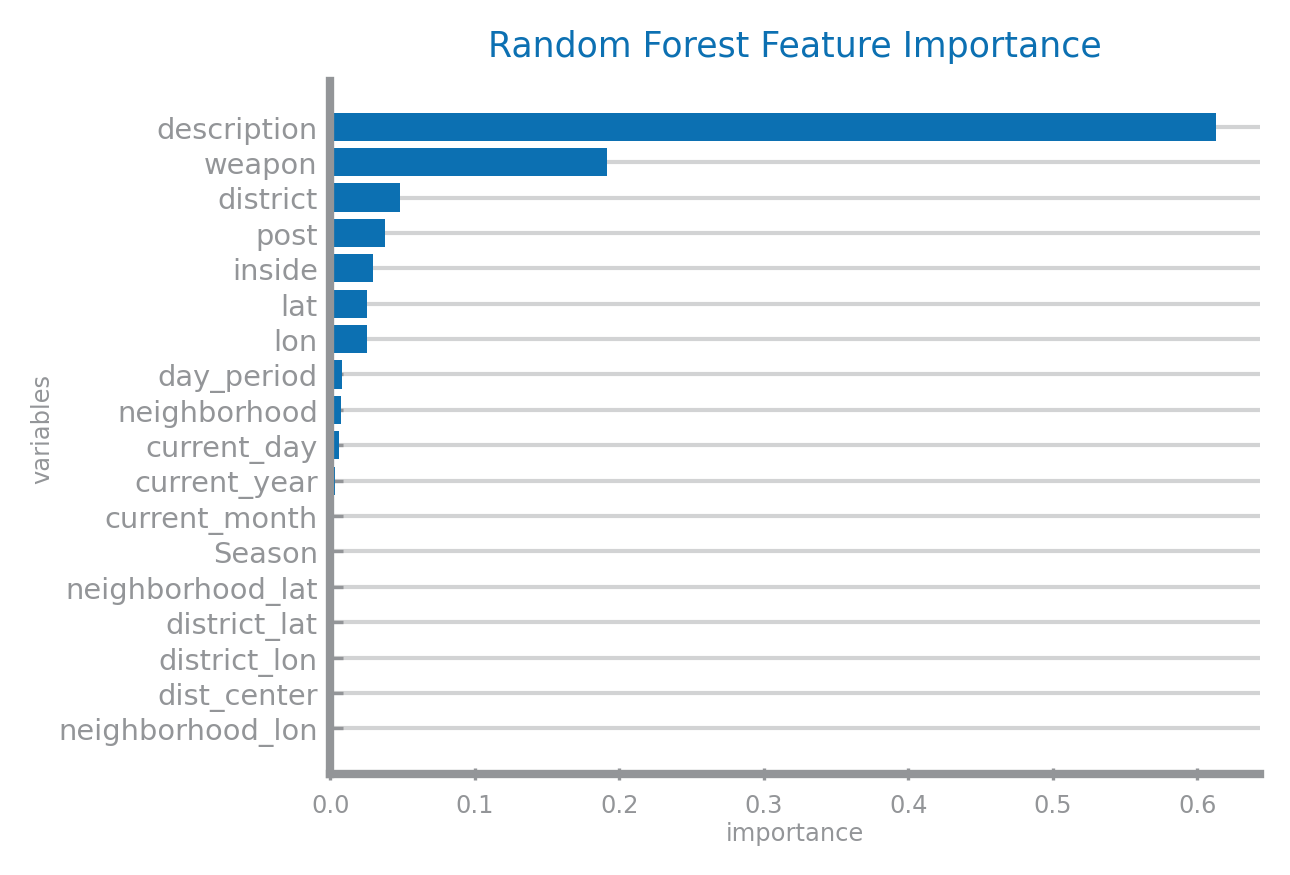 Random Forest Feature Importance
description
weapon
district
post
inside
lat
lon
day_period
neighborhood
current_day
current_year
current_month
Season
neighborhood_lat
district_lat
district_lon
dist_center
neighborhood_lon
variables
0.0 0.1 0.2 0.3 0.4 0.5 0.6
importance